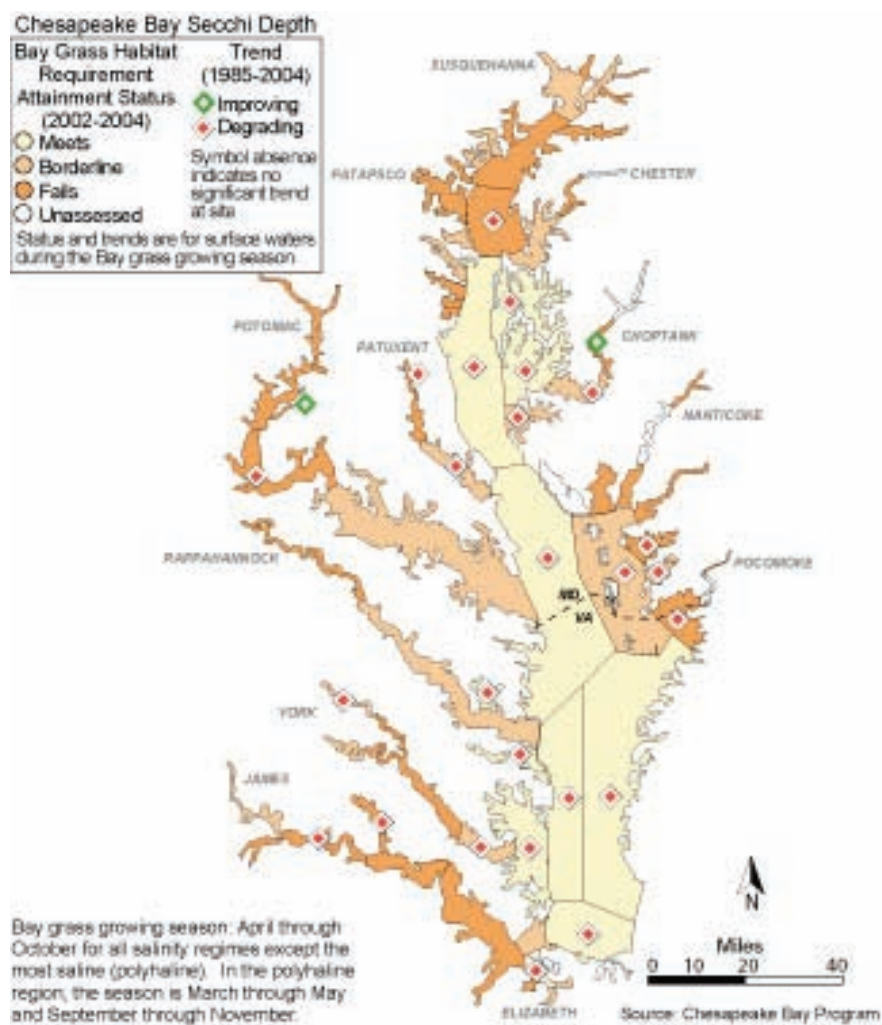 Chesapeake Bay Secchi Depth
Bay Grass Habitat
Requirement
Attainment Status
(2002-2004)
Meets
Borderline
Fails
Unassessed
Trend
(1985-2004)
Improving
Degrading
Symbol absence
indicates no
significant trend
at site
Status and trends are for surface waters
during the Bay grass growing season
SUSQUEHANNA
PATAPSCO
CHESTER
POTOMAC
PATUXENT
CHOPTANK
NANTICOKE
RAPPAHANNOCK
POCOMOKE
MD
VA
YORK
JAMES
ELIZABETH
N
Miles
0 10 20 40
Bay grass growing season: April through
October for all salinity regimes except the
most saline (polyhaline). In the polyhaline
region, the season is March through May
and September through November.
Source: Chesapeake Bay Program